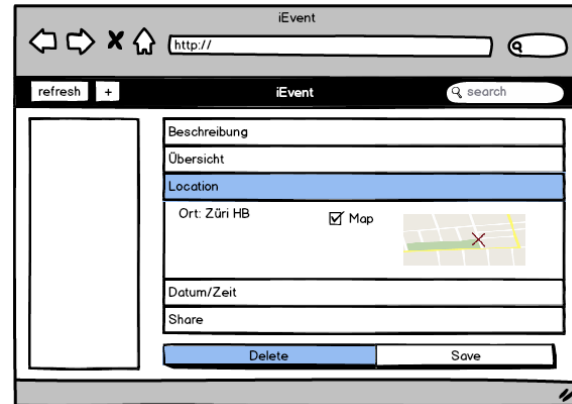 iEvent
http://
refresh + iEvent search
Beschreibung
Übersicht
Location
Ort: Züri HB Map
Datum/Zeit
Share
Delete Save